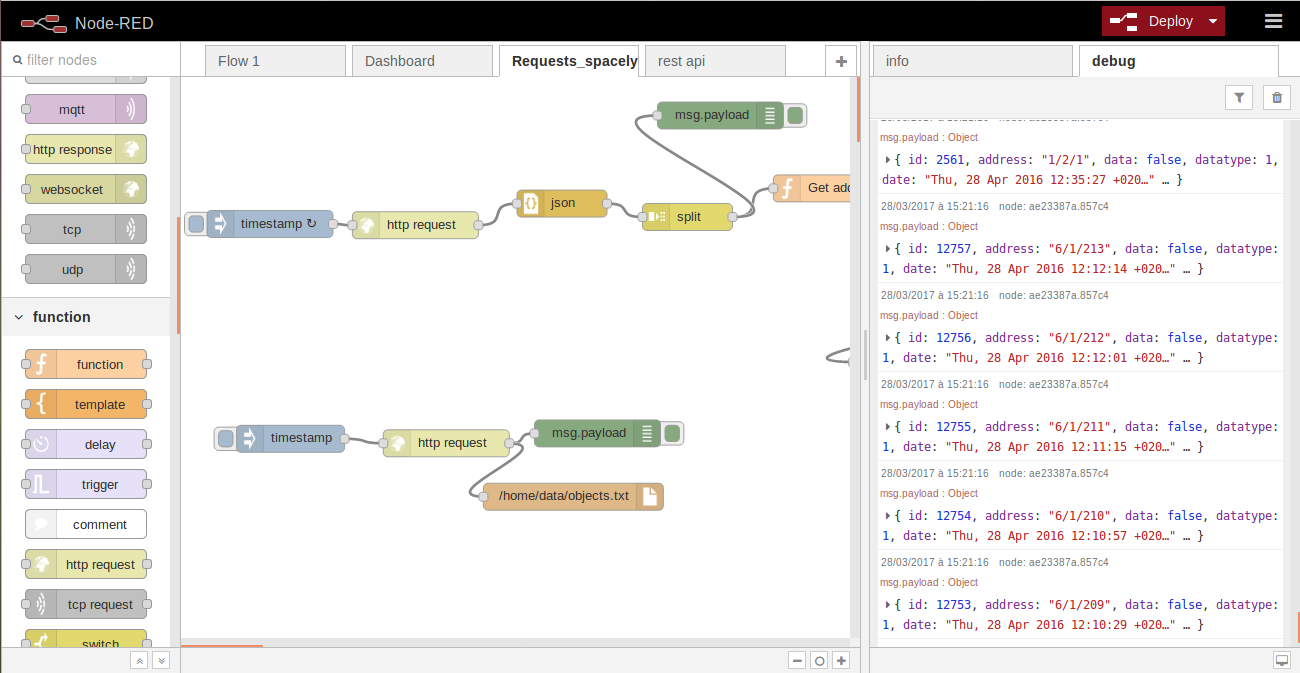 Node-RED
Deploy
filter nodes
mqtt
http response
websocket
tcp
udp
function
function
template
delay
trigger
comment
http request
tcp request
switch
Flow 1
Dashboard
Requests_spacely
rest api
msg.payload
Get add
json
split
timestamp ↻
http request
timestamp
http request
msg.payload
/home/data/objects.txt
info
debug
28/03/2017 à 15:21:16 node: ae23387a.857c4
msg.payload : Object
{ id: 2561, address: "1/2/1", data: false, datatype: 1,
date: "Thu, 28 Apr 2016 12:35:27 +020…" … }
28/03/2017 à 15:21:16 node: ae23387a.857c4
msg.payload : Object
{ id: 12757, address: "6/1/213", data: false, datatype:
1, date: "Thu, 28 Apr 2016 12:12:14 +020…" … }
28/03/2017 à 15:21:16 node: ae23387a.857c4
msg.payload : Object
{ id: 12756, address: "6/1/212", data: false, datatype:
1, date: "Thu, 28 Apr 2016 12:12:01 +020…" … }
28/03/2017 à 15:21:16 node: ae23387a.857c4
msg.payload : Object
{ id: 12755, address: "6/1/211", data: false, datatype:
1, date: "Thu, 28 Apr 2016 12:11:15 +020…" … }
28/03/2017 à 15:21:16 node: ae23387a.857c4
msg.payload : Object
{ id: 12754, address: "6/1/210", data: false, datatype:
1, date: "Thu, 28 Apr 2016 12:10:57 +020…" … }
28/03/2017 à 15:21:16 node: ae23387a.857c4
msg.payload : Object
{ id: 12753, address: "6/1/209", data: false, datatype:
1, date: "Thu, 28 Apr 2016 12:10:29 +020…" … }